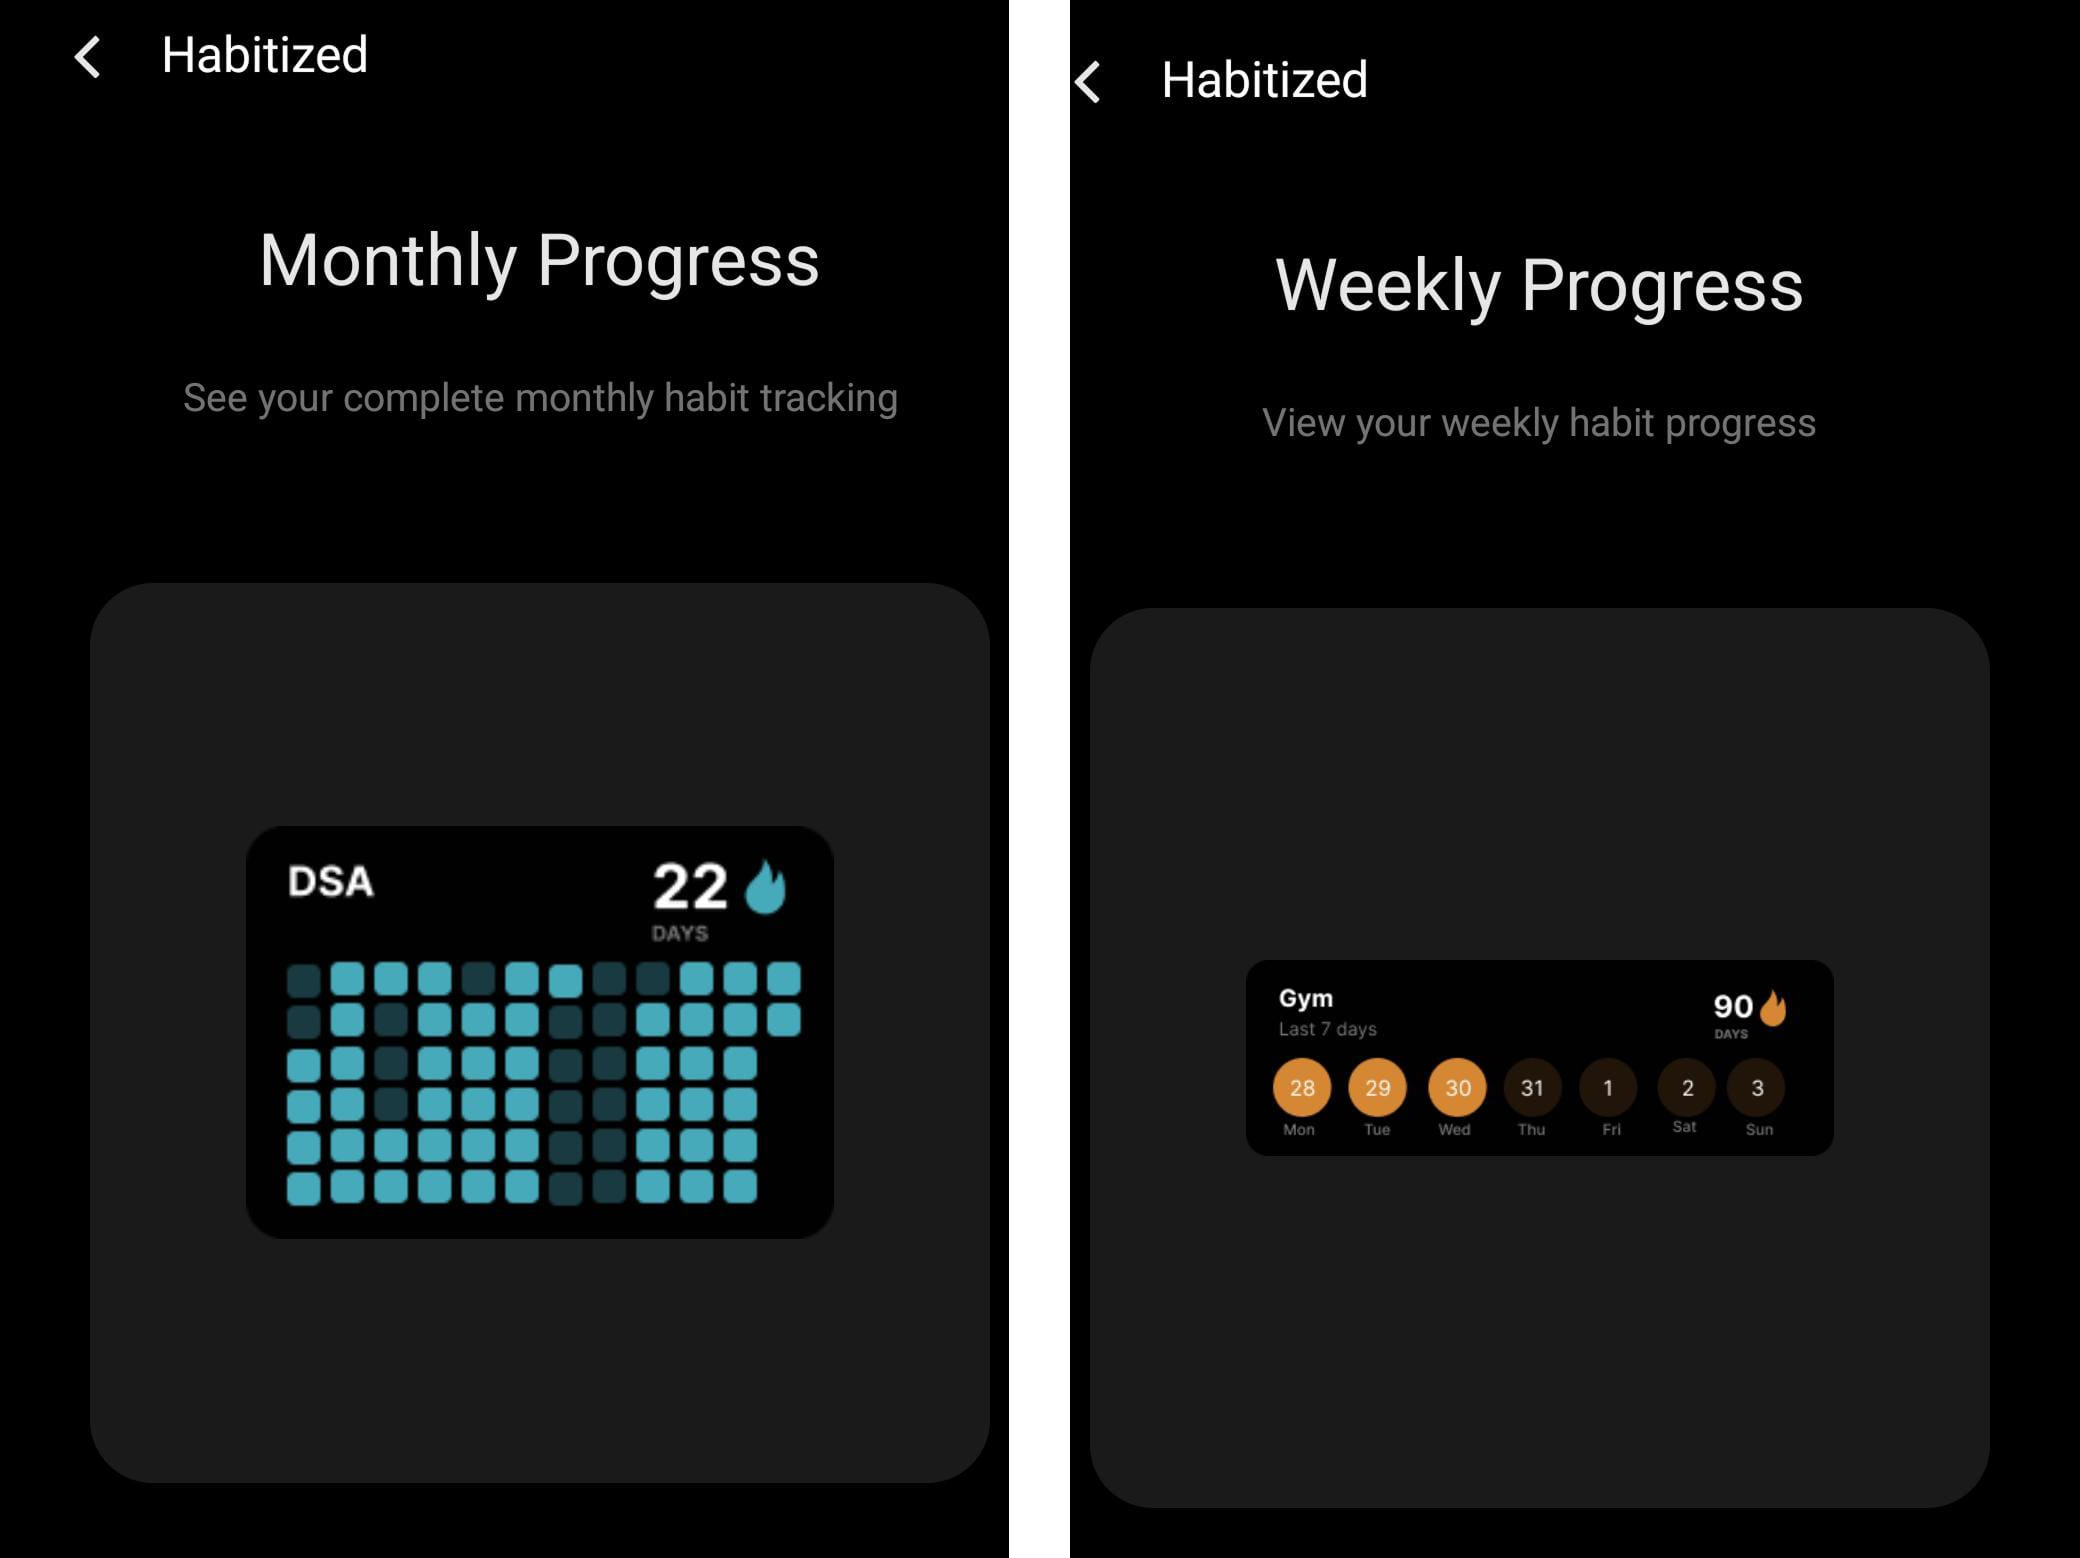 Habitized
Monthly Progress
See your complete monthly habit tracking
DSA
22
DAYS
Habitized
Weekly Progress
View your weekly habit progress
Gym
90
Last 7 days
DAYS
28 29 30 31 1 2 3
Mon Tue Wed Thu Fri Sat Sun